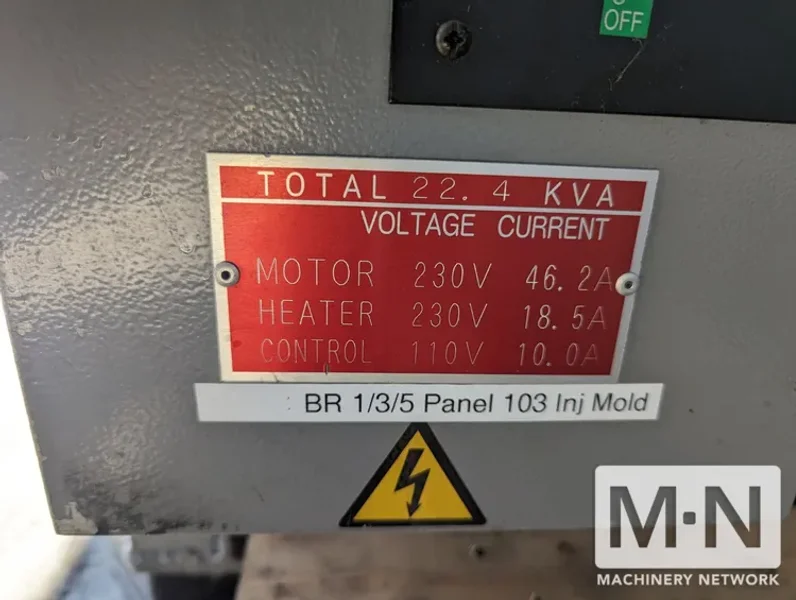 OFF
TOTAL 22.4 KVA
VOLTAGE CURRENT
MOTOR 230V 46.2A
HEATER 230V 18.5A
CONTROL 110V 10.0A
BR 1/3/5 Panel 103 Inj Mold
M·N
MACHINERY NETWORK